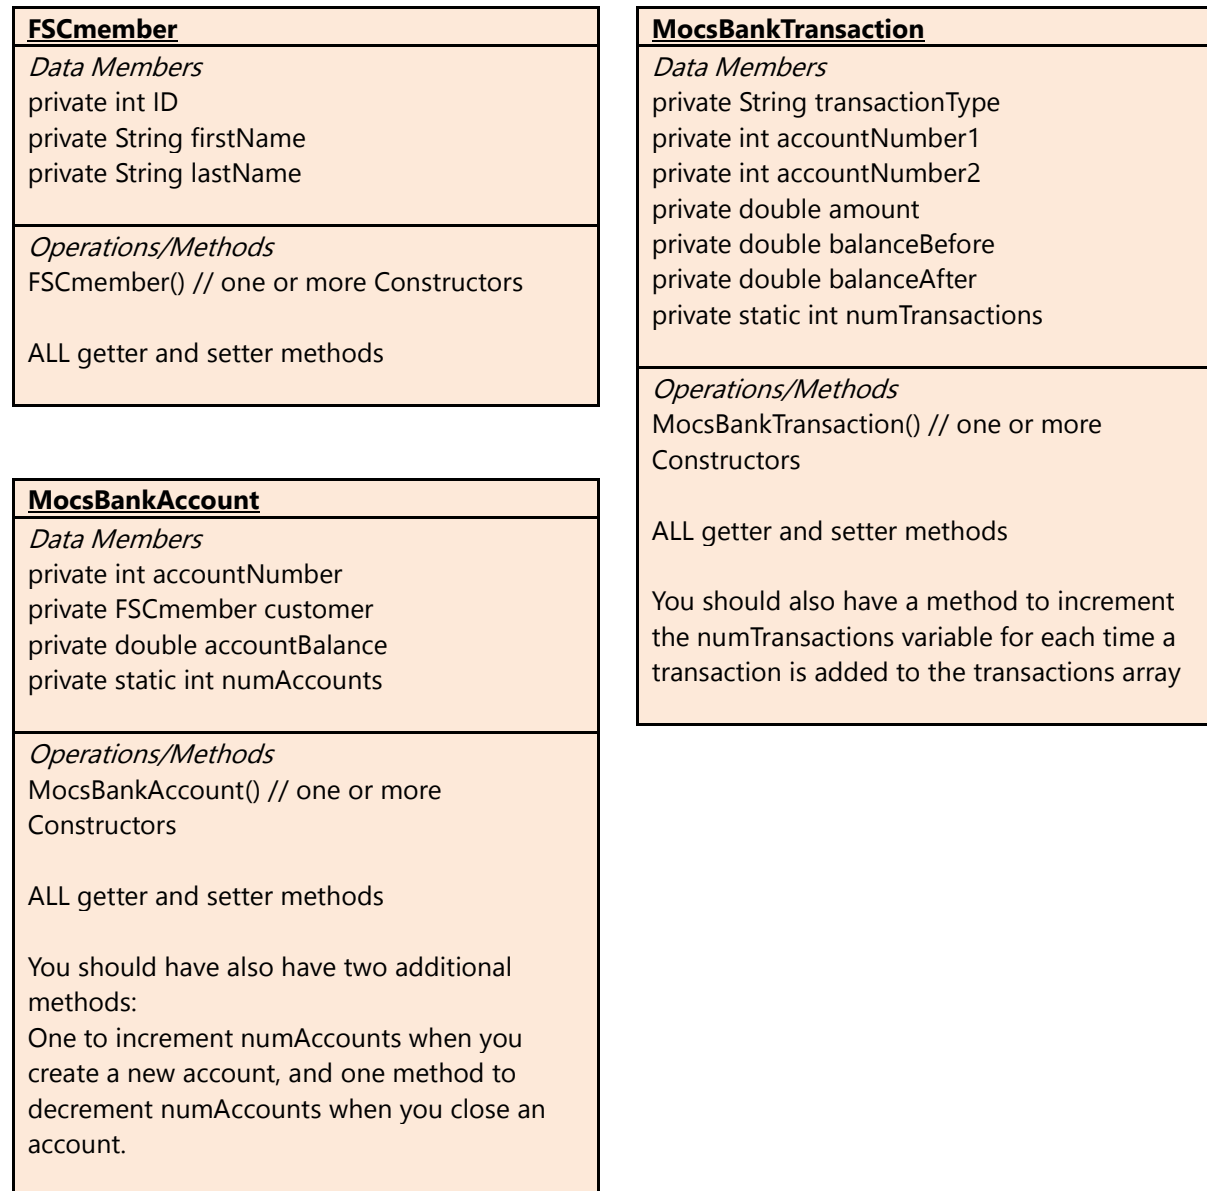 FSCmember
Data Members
private int ID
private String firstName
private String lastName
Operations/Methods
FSCmember() // one or more Constructors
ALL getter and setter methods
MocsBankAccount
Data Members
private int accountNumber
private FSCmember customer
private double accountBalance
private static int numAccounts
Operations/Methods
MocsBankAccount() // one or more
Constructors
ALL getter and setter methods
You should have also have two additional
methods:
One to increment numAccounts when you
create a new account, and one method to
decrement numAccounts when you close an
account.
MocsBankTransaction
Data Members
private String transactionType
private int accountNumber1
private int accountNumber2
private double amount
private double balanceBefore
private double balanceAfter
private static int numTransactions
Operations/Methods
MocsBankTransaction() // one or more
Constructors
ALL getter and setter methods
You should also have a method to increment
the numTransactions variable for each time a
transaction is added to the transactions array